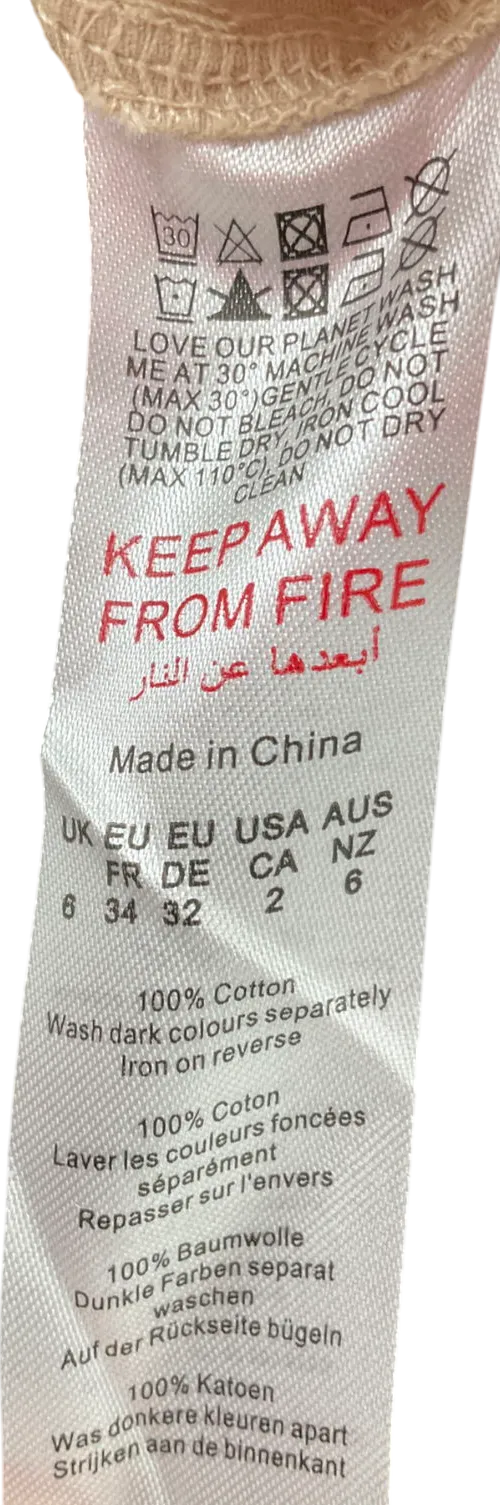 30
LOVE OUR PLANET WASH
ME AT 30° MACHINE WASH
(MAX 30°)GENTLE CYCLE
DO NOT BLEACH, DO NOT
TUMBLE DRY, IRON COOL
(MAX 110°C), DO NOT DRY
CLEAN
KEEP AWAY
FROM FIRE
أبعدها عن النار
Made in China
UK EU EU USA AUS
FR DE CA NZ
6 34 32 2 6
100% Cotton
Wash dark colours separately
Iron on reverse
100% Coton
Laver les couleurs foncées
séparément
Repasser sur l'envers
100% Baumwolle
Dunkle Farben separat
waschen
Auf der Rückseite bügeln
100% Katoen
Was donkere kleuren apart
Strijken aan de binnenkant